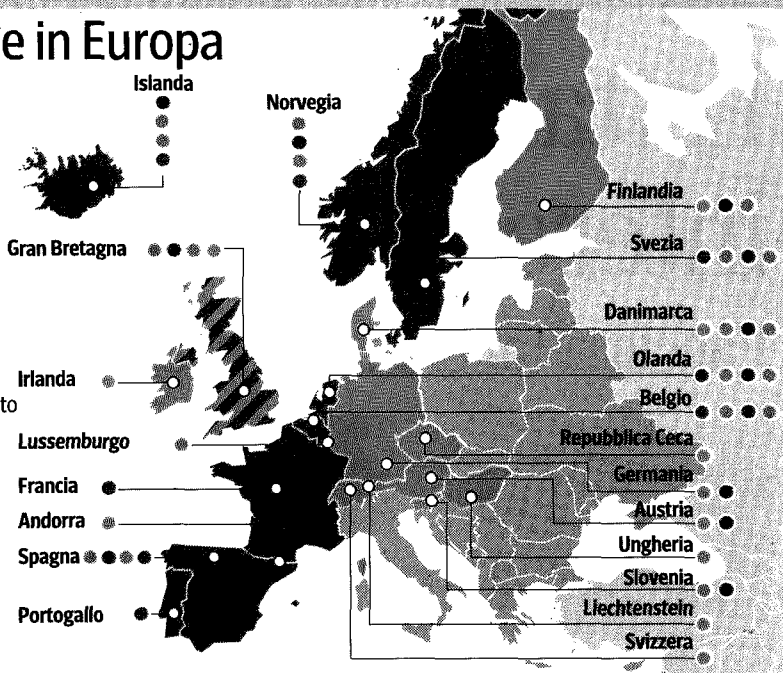 e in Europa
Islanda
Norvegia
Finlandia
Gran Bretagna
Svezia
Danimarca
Olanda
Irlanda
to
Belgio
Lussemburgo
Repubblica Ceca
Germania
Francia
Austria
Andorra
Ungheria
Spagna
Slovenia
Liechtenstein
Portogallo
Svizzera